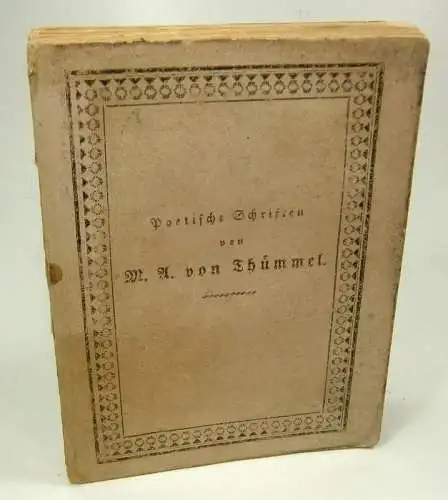 Poetische Schriften
von
M. A. von Thümmel.